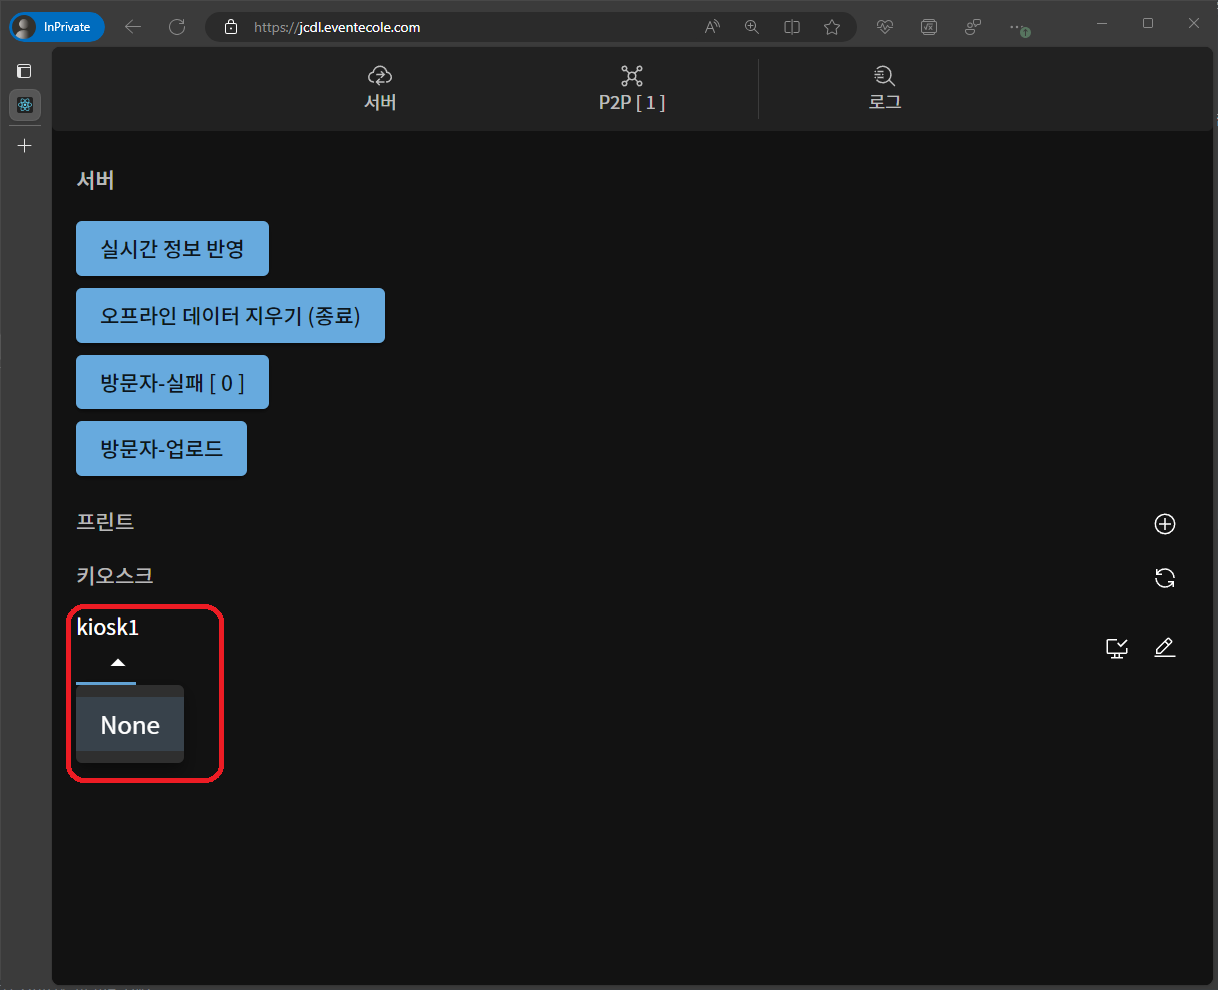 InPrivate
https://jcdl.eventecole.com
서버
P2P [ 1 ]
로그
서버
실시간 정보 반영
오프라인 데이터 지우기 (종료)
방문자-실패 [ 0 ]
방문자-업로드
프린트
키오스크
kiosk1
None